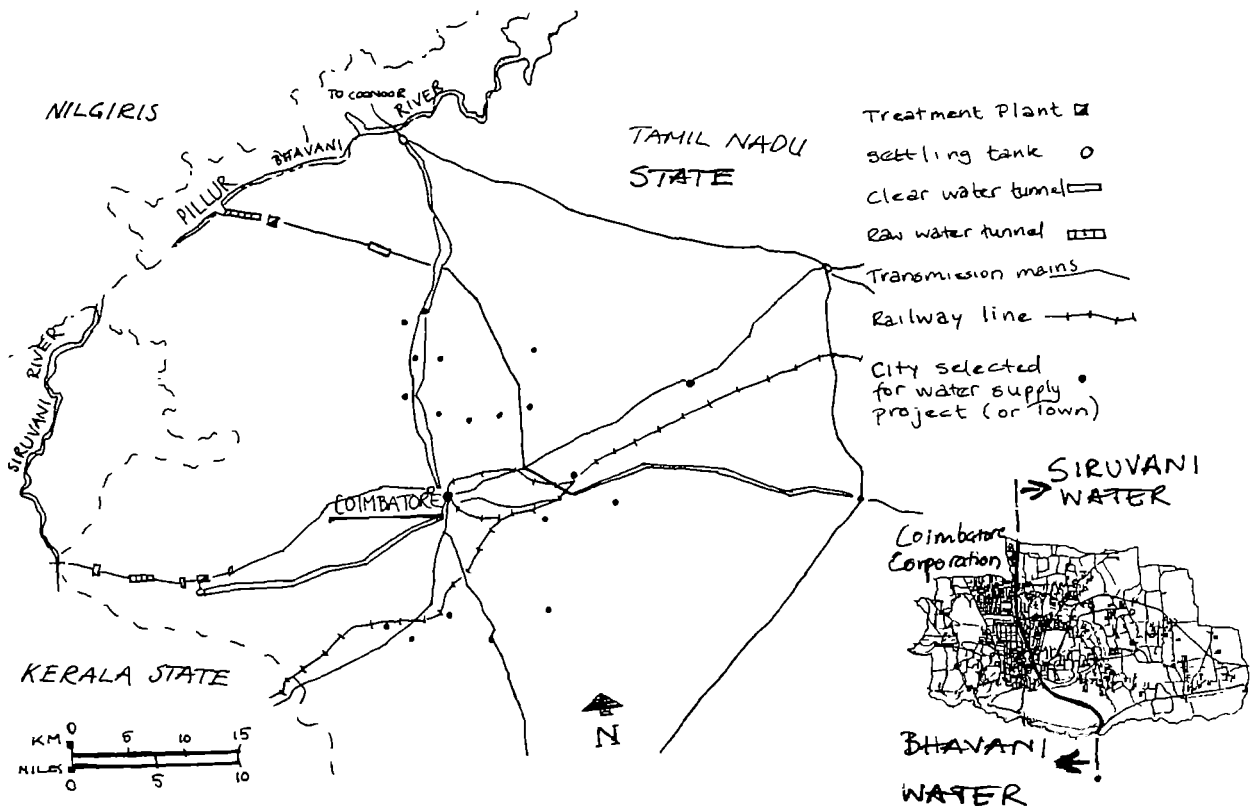 NILGIRIS
TO COONOOR
BHAVANI RIVER
PILLUR
TAMIL NADU
STATE
SIRUVANI RIVER
COIMBATORE
KERALA STATE
N
KM 0 5 10 15
MILES 0 5 10
Treatment Plant
Settling tank
Clear water tunnel
Raw water tunnel
Transmission mains
Railway line
City selected
for water supply
project (or Town)
SIRUVANI
WATER
Coimbatore
Corporation
BHAVANI
WATER